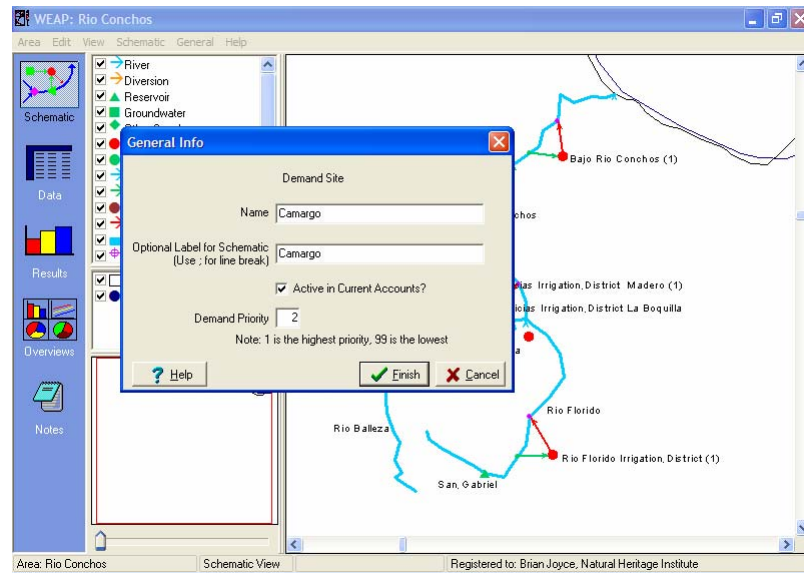 WEAP: Rio Conchos
Area Edit View Schematic General Help
Schematic
Data
Results
Overviews
Notes
River
Diversion
Reservoir
Groundwater
General Info
Demand Site
Name Camargo
Optional Label for Schematic
(Use ; for line break) Camargo
Active in Current Accounts?
Demand Priority 2
Note: 1 is the highest priority, 99 is the lowest
? Help
Finish
Cancel
Bajo Rio Conchos (1)
chos
Irrigation, District Madero (1)
Irrigation, District La Boquilla
Rio Florido
Rio Balleza
Rio Florido Irrigation, District (1)
San, Gabriel
Area: Rio Conchos
Schematic View
Registered to: Brian Joyce, Natural Heritage Institute